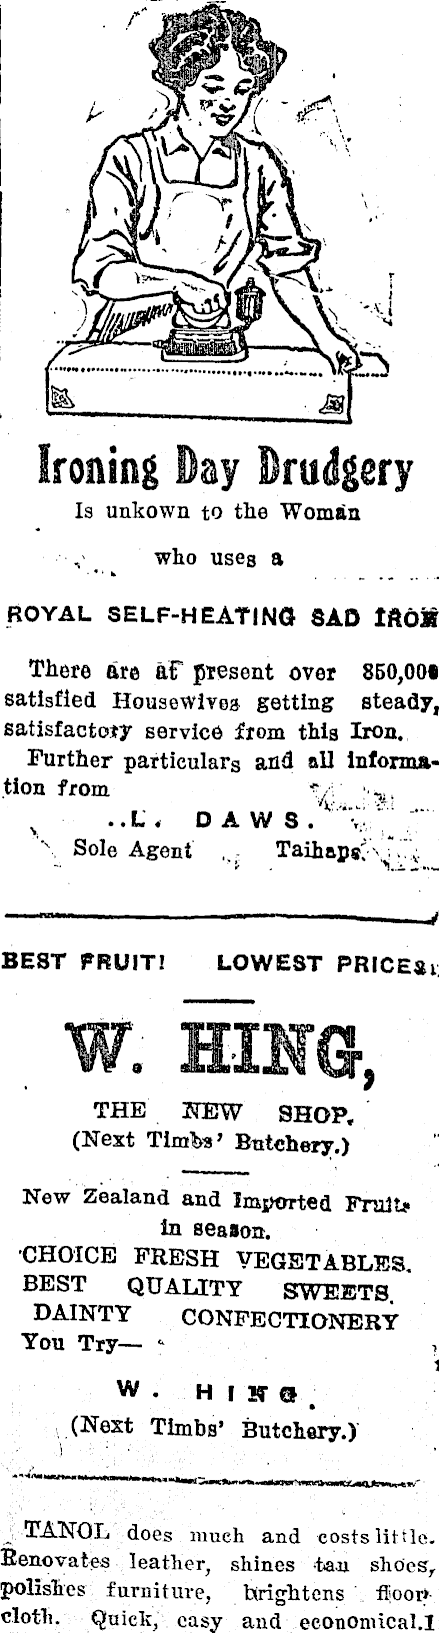 Ironing Day Drudgery
Is unkown to the Woman
who uses a
ROYAL SELF-HEATING SAD IRON
There are at present over 850,000
satisfied Housewives getting steady,
satisfactory service from this Iron.
Further particulars and all informa-
tion from
..L. DAWS.
Sole Agent Taihape.
BEST FRUIT! LOWEST PRICES
W. HING,
THE NEW SHOP.
(Next Timbs' Butchery.)
New Zealand and Imported Fruits
in season.
CHOICE FRESH VEGETABLES.
BEST QUALITY SWEETS.
DAINTY CONFECTIONERY
You Try—
W. HING.
(Next Timbs' Butchery.)
TANOL does much and costs little.
Renovates leather, shines tan shoes,
polishes furniture, brightens floor-
cloth. Quick, easy and economical.1